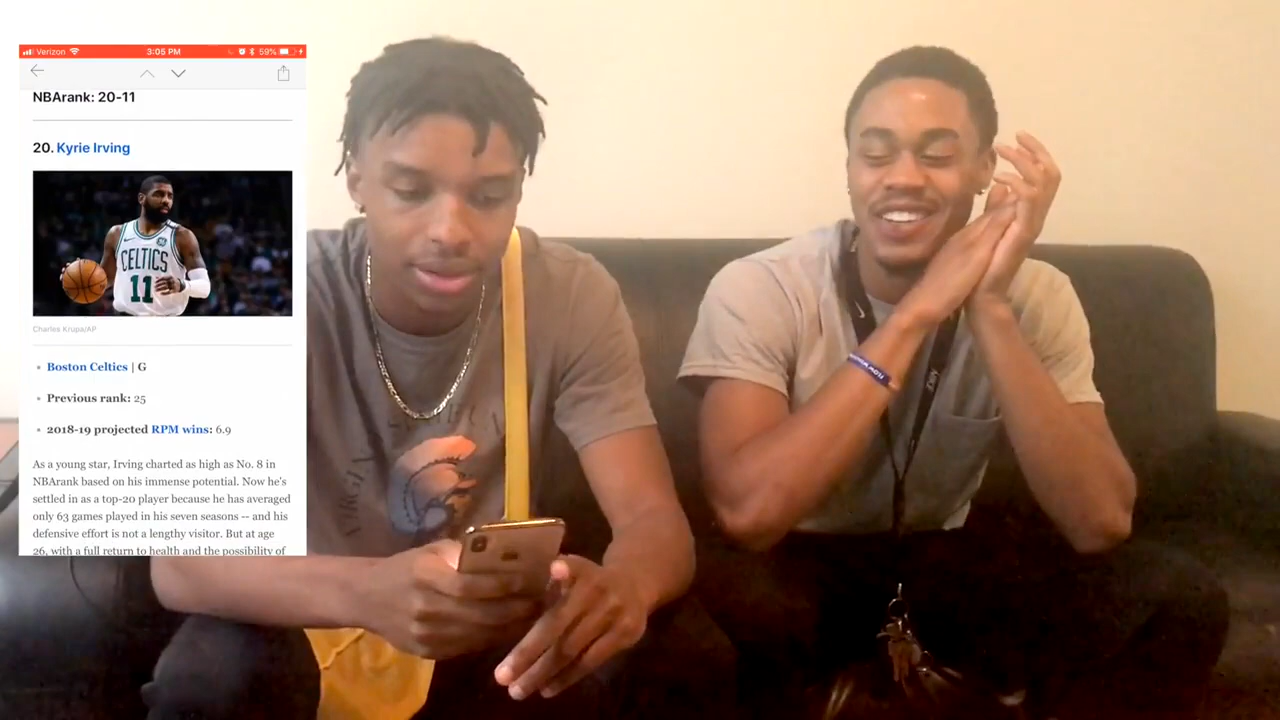 Verizon 3:05 PM 59%
NBArank: 20-11
20. Kyrie Irving
CELTICS
11
Charles Krupa/AP
Boston Celtics | G
Previous rank: 25
2018-19 projected RPM wins: 6.9
As a young star, Irving charted as high as No. 8 in
NBArank based on his immense potential. Now he's
settled in as a top-20 player because he has averaged
only 63 games played in his seven seasons -- and his
defensive effort is not a lengthy visitor. But at age
26, with a full return to health and the possibility of